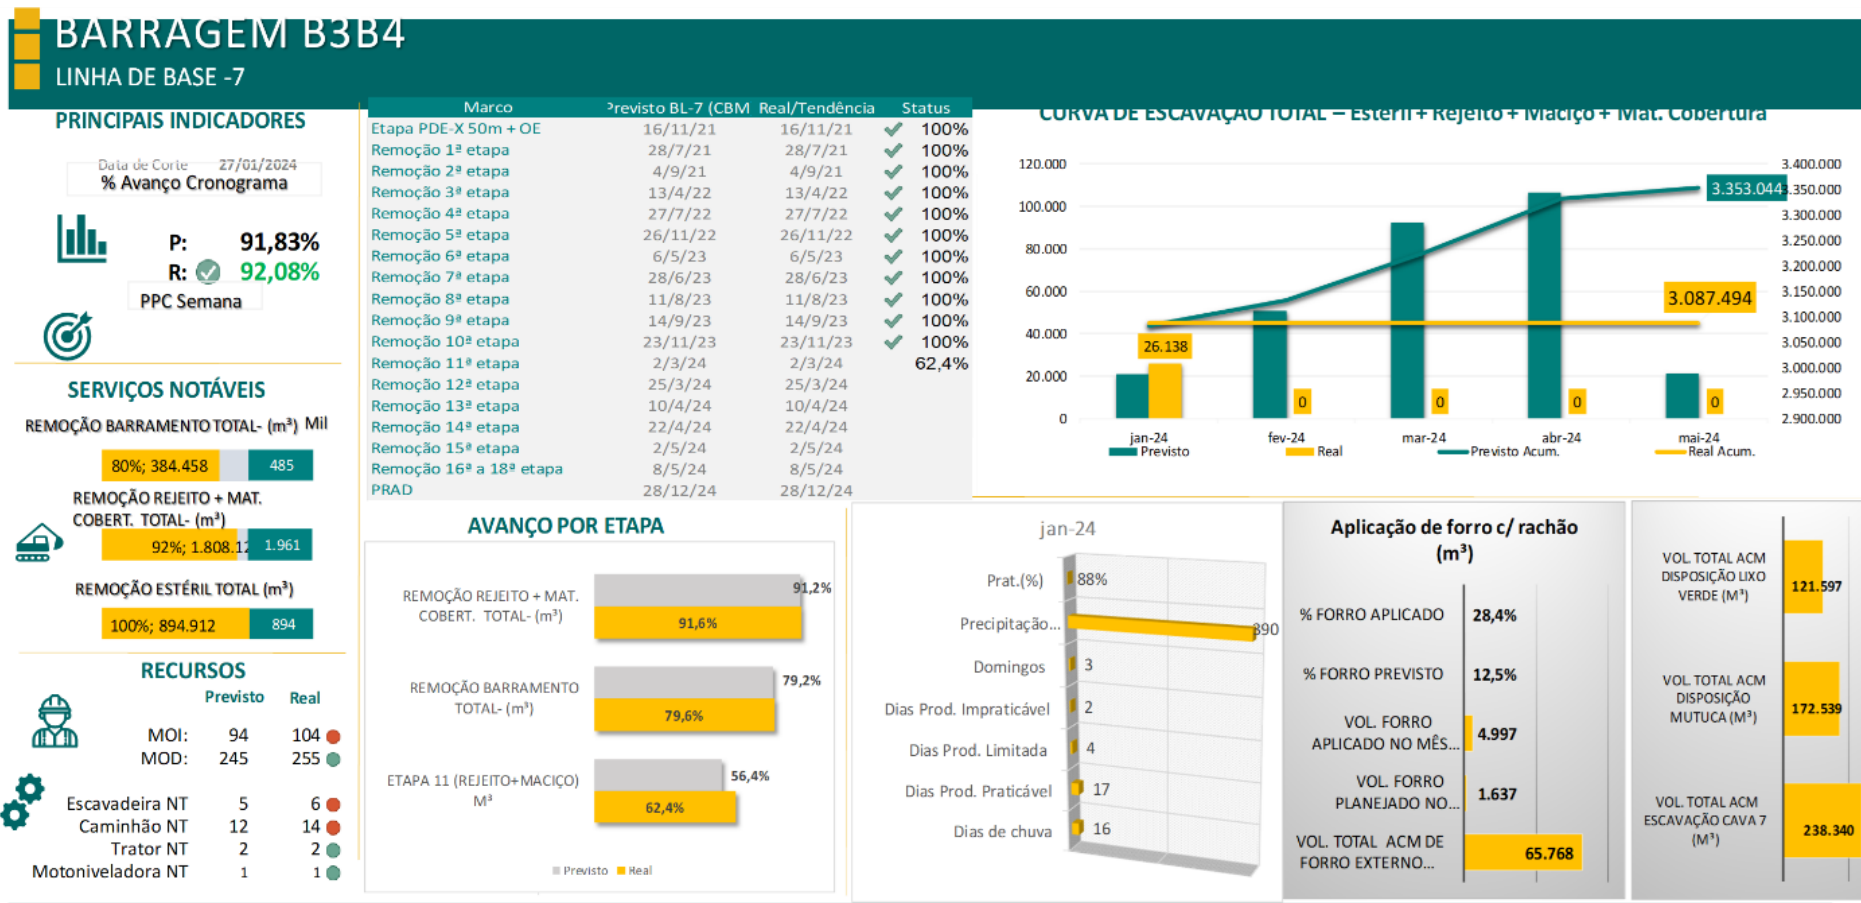 BARRAGEM B3B4
LINHA DE BASE -7
PRINCIPAIS INDICADORES
Data de Corte 27/01/2024
% Avanço Cronograma
P: 91,83%
R: 92,08%
PPC Semana
SERVIÇOS NOTÁVEIS
REMOÇÃO BARRAMENTO TOTAL- (m³) Mil
80%; 384.458 485
REMOÇÃO REJEITO + MAT.
COBERT. TOTAL- (m³)
92%; 1.808.12 1.961
REMOÇÃO ESTÉRIL TOTAL (m³)
100%; 894.912 894
RECURSOS
Previsto Real
MOI: 94 104
MOD: 245 255
Escavadeira NT 5 6
Caminhão NT 12 14
Trator NT 2 2
Motoniveladora NT 1 1
Marco Previsto BL-7 (CBM Real/Tendência Status
Etapa PDE-X 50m + OE 16/11/21 16/11/21 100%
Remoção 1ª etapa 28/7/21 28/7/21 100%
Remoção 2ª etapa 4/9/21 4/9/21 100%
Remoção 3ª etapa 13/4/22 13/4/22 100%
Remoção 4ª etapa 27/7/22 27/7/22 100%
Remoção 5ª etapa 26/11/22 26/11/22 100%
Remoção 6ª etapa 6/5/23 6/5/23 100%
Remoção 7ª etapa 28/6/23 28/6/23 100%
Remoção 8ª etapa 11/8/23 11/8/23 100%
Remoção 9ª etapa 14/9/23 14/9/23 100%
Remoção 10ª etapa 23/11/23 23/11/23 100%
Remoção 11ª etapa 2/3/24 2/3/24 62,4%
Remoção 12ª etapa 25/3/24 25/3/24
Remoção 13ª etapa 10/4/24 10/4/24
Remoção 14ª etapa 22/4/24 22/4/24
Remoção 15ª etapa 2/5/24 2/5/24
Remoção 16ª a 18ª etapa 8/5/24 8/5/24
PRAD 28/12/24 28/12/24
CURVA DE ESCAVAÇÃO TOTAL – Estéril + Rejeito + Maciço + Mat. Cobertura
120.000
100.000
80.000
60.000
40.000
20.000
0
3.400.000
3.350.000
3.300.000
3.250.000
3.200.000
3.150.000
3.100.000
3.050.000
3.000.000
2.950.000
2.900.000
3.353.044
3.087.494
26.138
0 0 0 0
jan-24 fev-24 mar-24 abr-24 mai-24
Previsto Real Previsto Acum. Real Acum.
AVANÇO POR ETAPA
REMOÇÃO REJEITO + MAT.
COBERT. TOTAL- (m³)
91,2%
91,6%
REMOÇÃO BARRAMENTO
TOTAL- (m³)
79,2%
79,6%
ETAPA 11 (REJEITO+MACIÇO)
M³
56,4%
62,4%
Previsto Real
jan-24
Prat.(%) 88%
Precipitação... 390
Domingos 3
Dias Prod. Impraticável 2
Dias Prod. Limitada 4
Dias Prod. Praticável 17
Dias de chuva 16
Aplicação de forro c/ rachão
(m³)
% FORRO APLICADO 28,4%
% FORRO PREVISTO 12,5%
VOL. FORRO
APLICADO NO MÊS... 4.997
VOL. FORRO
PLANEJADO NO... 1.637
VOL. TOTAL ACM DE
FORRO EXTERNO... 65.768
VOL. TOTAL ACM
DISPOSIÇÃO LIXO
VERDE (M³)
121.597
VOL. TOTAL ACM
DISPOSIÇÃO
MUTUCA (M³)
172.539
VOL. TOTAL ACM
ESCAVAÇÃO CAVA 7
(M³)
238.340